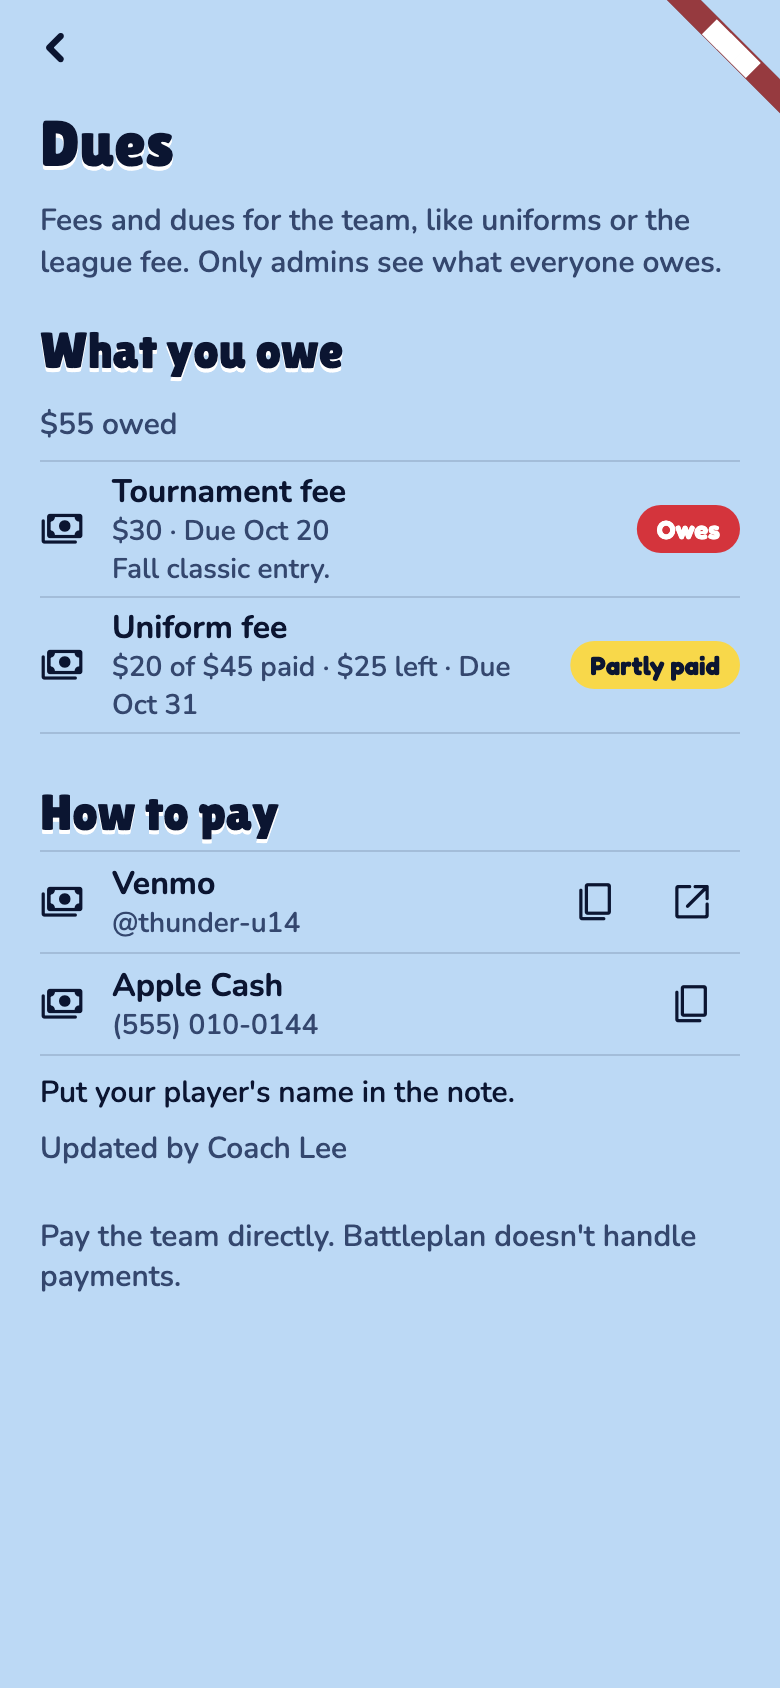 Dues
Fees and dues for the team, like uniforms or the
league fee. Only admins see what everyone owes.
What you owe
$55 owed
Tournament fee
$30 · Due Oct 20
Fall classic entry.
Owes
Uniform fee
$20 of $45 paid · $25 left · Due
Oct 31
Partly paid
How to pay
Venmo
@thunder-u14
Apple Cash
(555) 010-0144
Put your player's name in the note.
Updated by Coach Lee
Pay the team directly. Battleplan doesn't handle
payments.